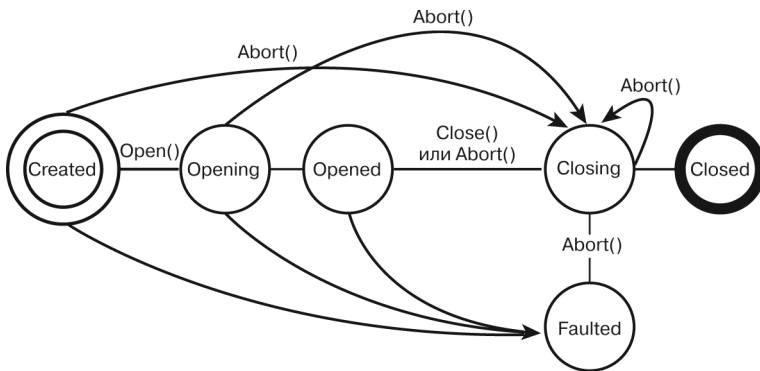 Abort()
Abort()
Abort()
Close()
или Abort()
Open()
Created
Opening
Opened
Closing
Closed
Abort()
Faulted